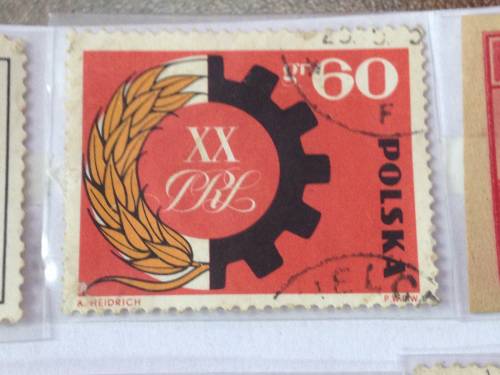 gr 60
XX
PRL
POLSKA
A. HEIDRICH